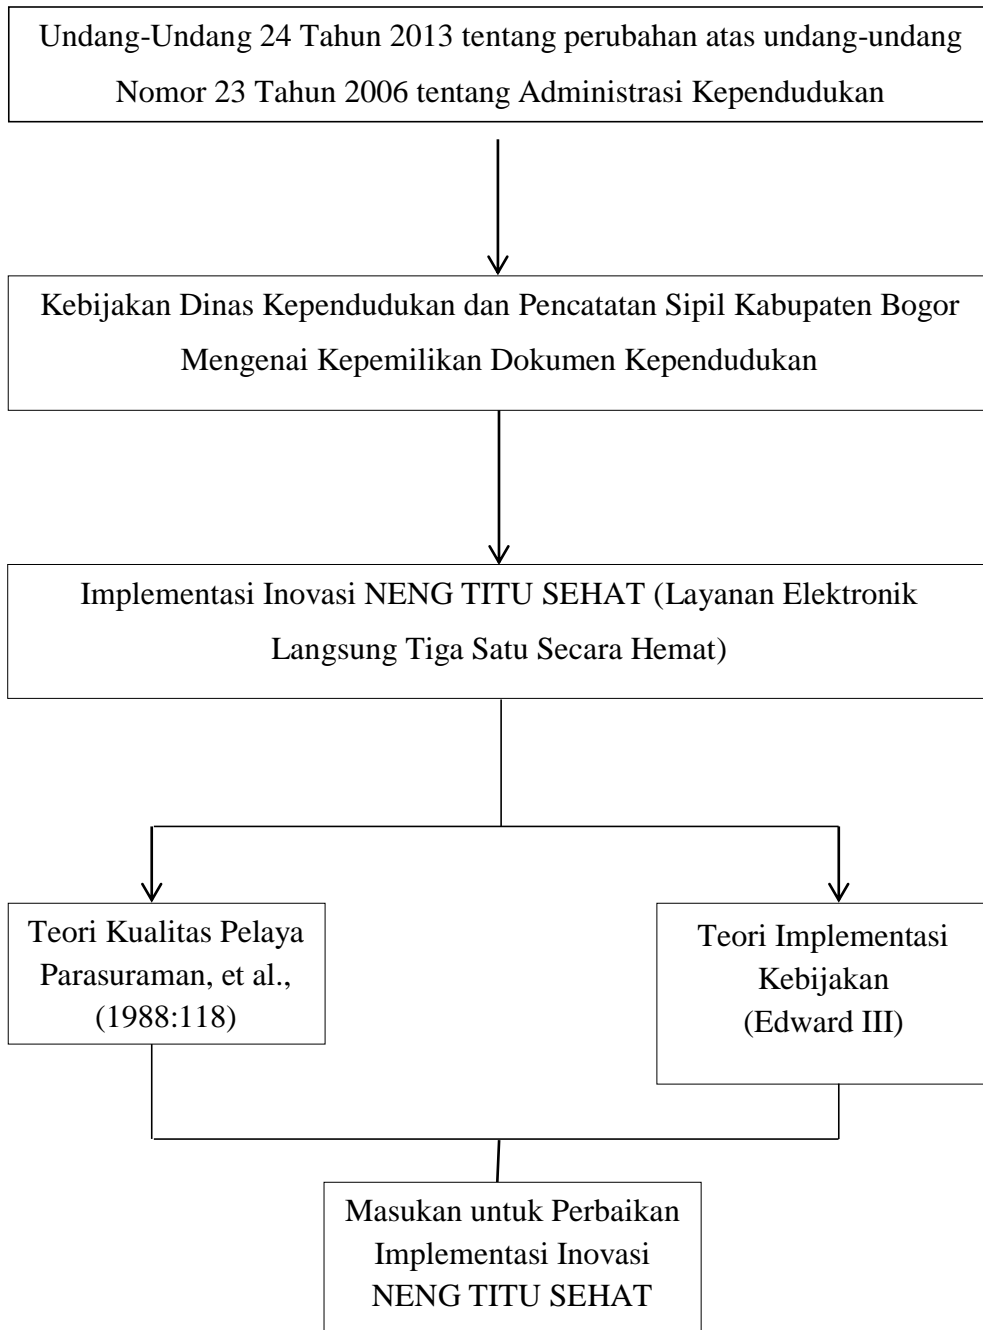 Undang-Undang 24 Tahun 2013 tentang perubahan atas undang-undang
Nomor 23 Tahun 2006 tentang Administrasi Kependudukan
Kebijakan Dinas Kependudukan dan Pencatatan Sipil Kabupaten Bogor
Mengenai Kepemilikan Dokumen Kependudukan
Implementasi Inovasi NENG TITU SEHAT (Layanan Elektronik
Langsung Tiga Satu Secara Hemat)
Teori Kualitas Pelaya
Parasuraman, et al.,
(1988:118)
Teori Implementasi
Kebijakan
(Edward III)
Masukan untuk Perbaikan
Implementasi Inovasi
NENG TITU SEHAT